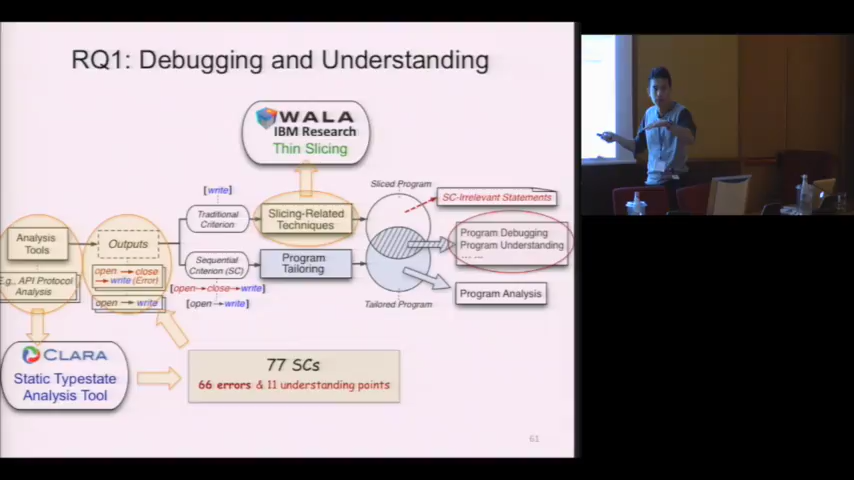 RQ1: Debugging and Understanding
WALA
IBM Research
Thin Slicing
[write]
Sliced Program
SC-Irrelevant Statements
Traditional
Criterion
Slicing-Related
Techniques
Analysis
Tools
Outputs
Program Debugging
Program Understanding
... ...
Sequential
Criterion (SC)
Program
Tailoring
E.g., API Protocol
Analysis
open → close
→ write (Error)
[open→close→write]
open → write
[open→write]
Tailored Program
Program Analysis
CLARA
Static Typestate
Analysis Tool
77 SCs
66 errors & 11 understanding points
61